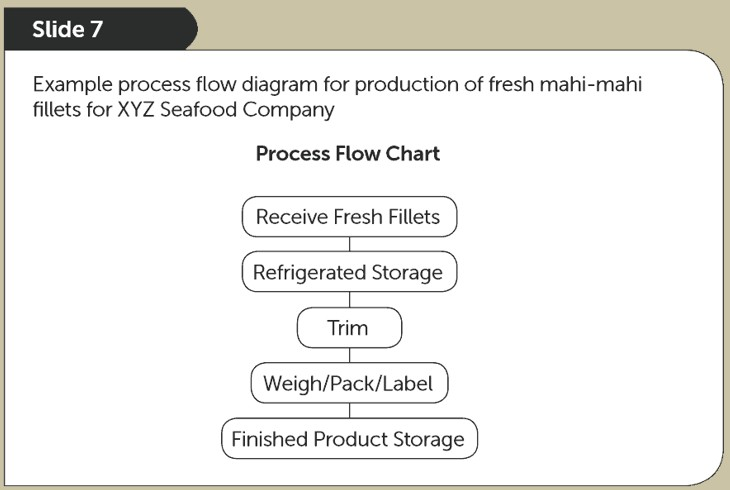 Slide 7
Example process flow diagram for production of fresh mahi-mahi
fillets for XYZ Seafood Company
Process Flow Chart
Receive Fresh Fillets
Refrigerated Storage
Trim
Weigh/Pack/Label
Finished Product Storage